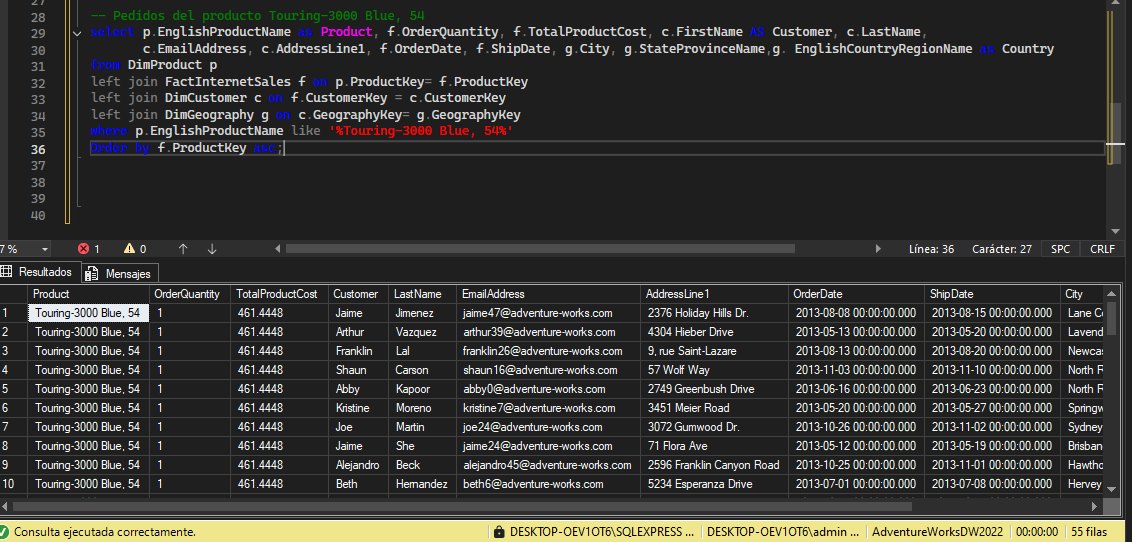 27
28 -- Pedidos del producto Touring-3000 Blue, 54
29 select p.EnglishProductName as Product, f.OrderQuantity, f.TotalProductCost, c.FirstName AS Customer, c.LastName,
30 c.EmailAddress, c.AddressLine1, f.OrderDate, f.ShipDate, g.City, g.StateProvinceName,g. EnglishCountryRegionName as Country
31 from DimProduct p
32 left join FactInternetSales f on p.ProductKey= f.ProductKey
33 left join DimCustomer c on f.CustomerKey = c.CustomerKey
34 left join DimGeography g on c.GeographyKey= g.GeographyKey
35 where p.EnglishProductName like '%Touring-3000 Blue, 54%'
36 Order by f.ProductKey asc;
37
38
39
40
7 % 1 0 Línea: 36 Carácter: 27 SPC CRLF
Resultados Mensajes
Product OrderQuantity TotalProductCost Customer LastName EmailAddress AddressLine1 OrderDate ShipDate City
1 Touring-3000 Blue, 54 1 461.4448 Jaime Jimenez jaime47@adventure-works.com 2376 Holiday Hills Dr. 2013-08-08 00:00:00.000 2013-08-15 00:00:00.000 Lane C
2 Touring-3000 Blue, 54 1 461.4448 Arthur Vazquez arthur39@adventure-works.com 4304 Hieber Drive 2013-05-13 00:00:00.000 2013-05-20 00:00:00.000 Lavend
3 Touring-3000 Blue, 54 1 461.4448 Franklin Lal franklin26@adventure-works.com 9, rue Saint-Lazare 2013-08-13 00:00:00.000 2013-08-20 00:00:00.000 Newcas
4 Touring-3000 Blue, 54 1 461.4448 Shaun Carson shaun16@adventure-works.com 57 Wolf Way 2013-11-03 00:00:00.000 2013-11-10 00:00:00.000 North R
5 Touring-3000 Blue, 54 1 461.4448 Abby Kapoor abby0@adventure-works.com 2749 Greenbush Drive 2013-06-16 00:00:00.000 2013-06-23 00:00:00.000 North R
6 Touring-3000 Blue, 54 1 461.4448 Kristine Moreno kristine7@adventure-works.com 3451 Meier Road 2013-05-20 00:00:00.000 2013-05-27 00:00:00.000 Springw
7 Touring-3000 Blue, 54 1 461.4448 Joe Martin joe24@adventure-works.com 3072 Gumwood Dr. 2013-10-26 00:00:00.000 2013-11-02 00:00:00.000 Sydney
8 Touring-3000 Blue, 54 1 461.4448 Jaime She jaime24@adventure-works.com 71 Flora Ave 2013-05-12 00:00:00.000 2013-05-19 00:00:00.000 Brisban
9 Touring-3000 Blue, 54 1 461.4448 Alejandro Beck alejandro45@adventure-works.com 2596 Franklin Canyon Road 2013-10-25 00:00:00.000 2013-11-01 00:00:00.000 Hawtho
10 Touring-3000 Blue, 54 1 461.4448 Beth Hernandez beth6@adventure-works.com 5234 Esperanza Drive 2013-07-01 00:00:00.000 2013-07-08 00:00:00.000 Hervey
Consulta ejecutada correctamente. DESKTOP-OEV1OT6\SQLEXPRESS ... DESKTOP-OEV1OT6\admin ... AdventureWorksDW2022 00:00:00 55 filas